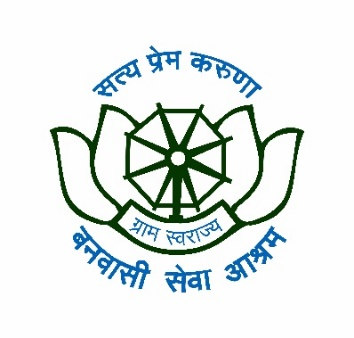 सत्य प्रेम करुणा
ग्राम स्वराज्य
बनवासी सेवा आश्रम